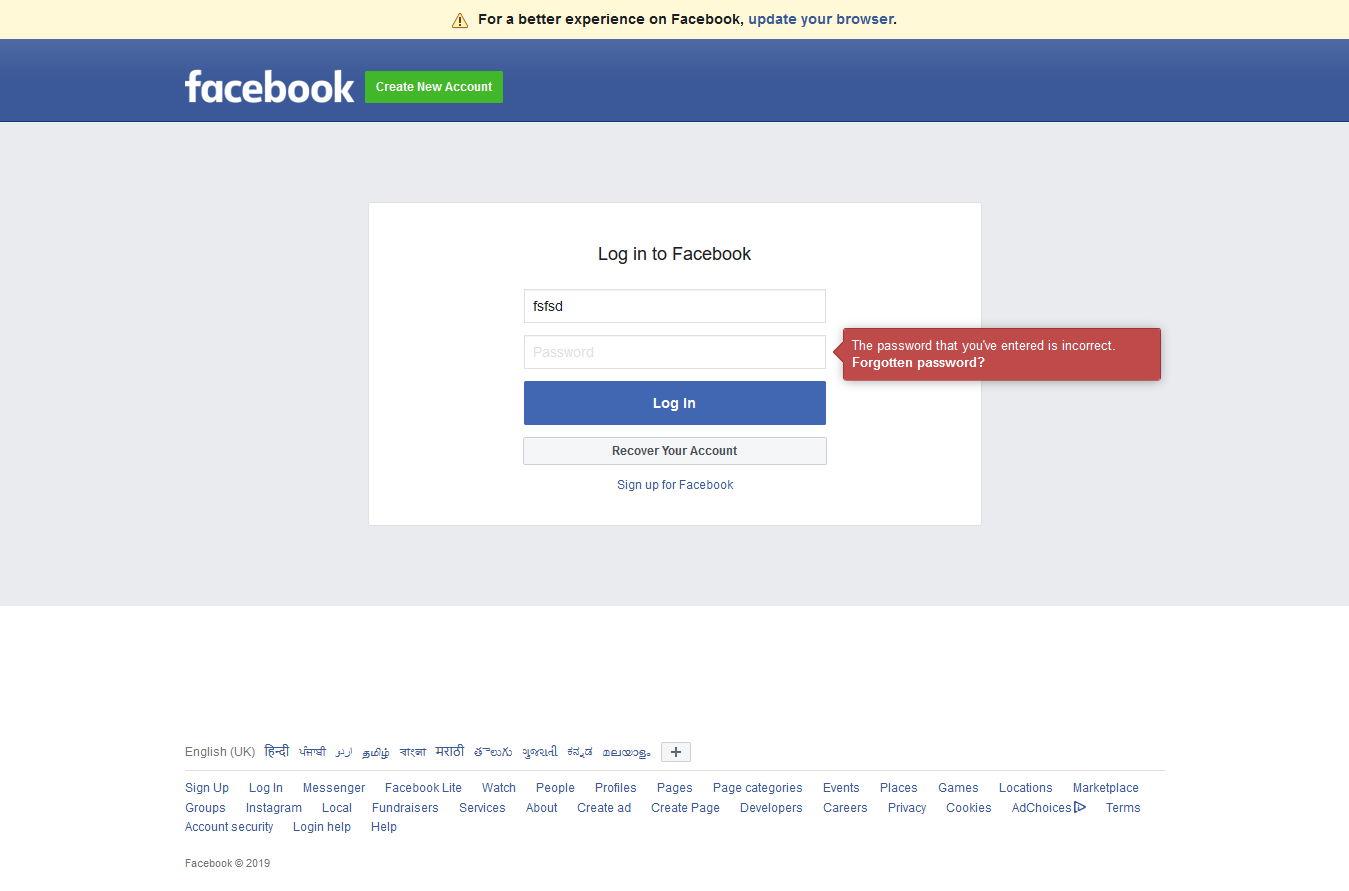 For a better experience on Facebook, update your browser.
facebook
Create New Account
Log in to Facebook
fsfsd
Password
The password that you've entered is incorrect.
Forgotten password?
Log In
Recover Your Account
Sign up for Facebook
English (UK) हिन्दी ਪੰਜਾਬੀ اردو தமிழ் বাংলা मराठी తెలుగు ગુજરાતી ಕನ್ನಡ മലയാളം
Sign Up Log In Messenger Facebook Lite Watch People Profiles Pages Page categories Events Places Games Locations Marketplace
Groups Instagram Local Fundraisers Services About Create ad Create Page Developers Careers Privacy Cookies AdChoices Terms
Account security Login help Help
Facebook © 2019